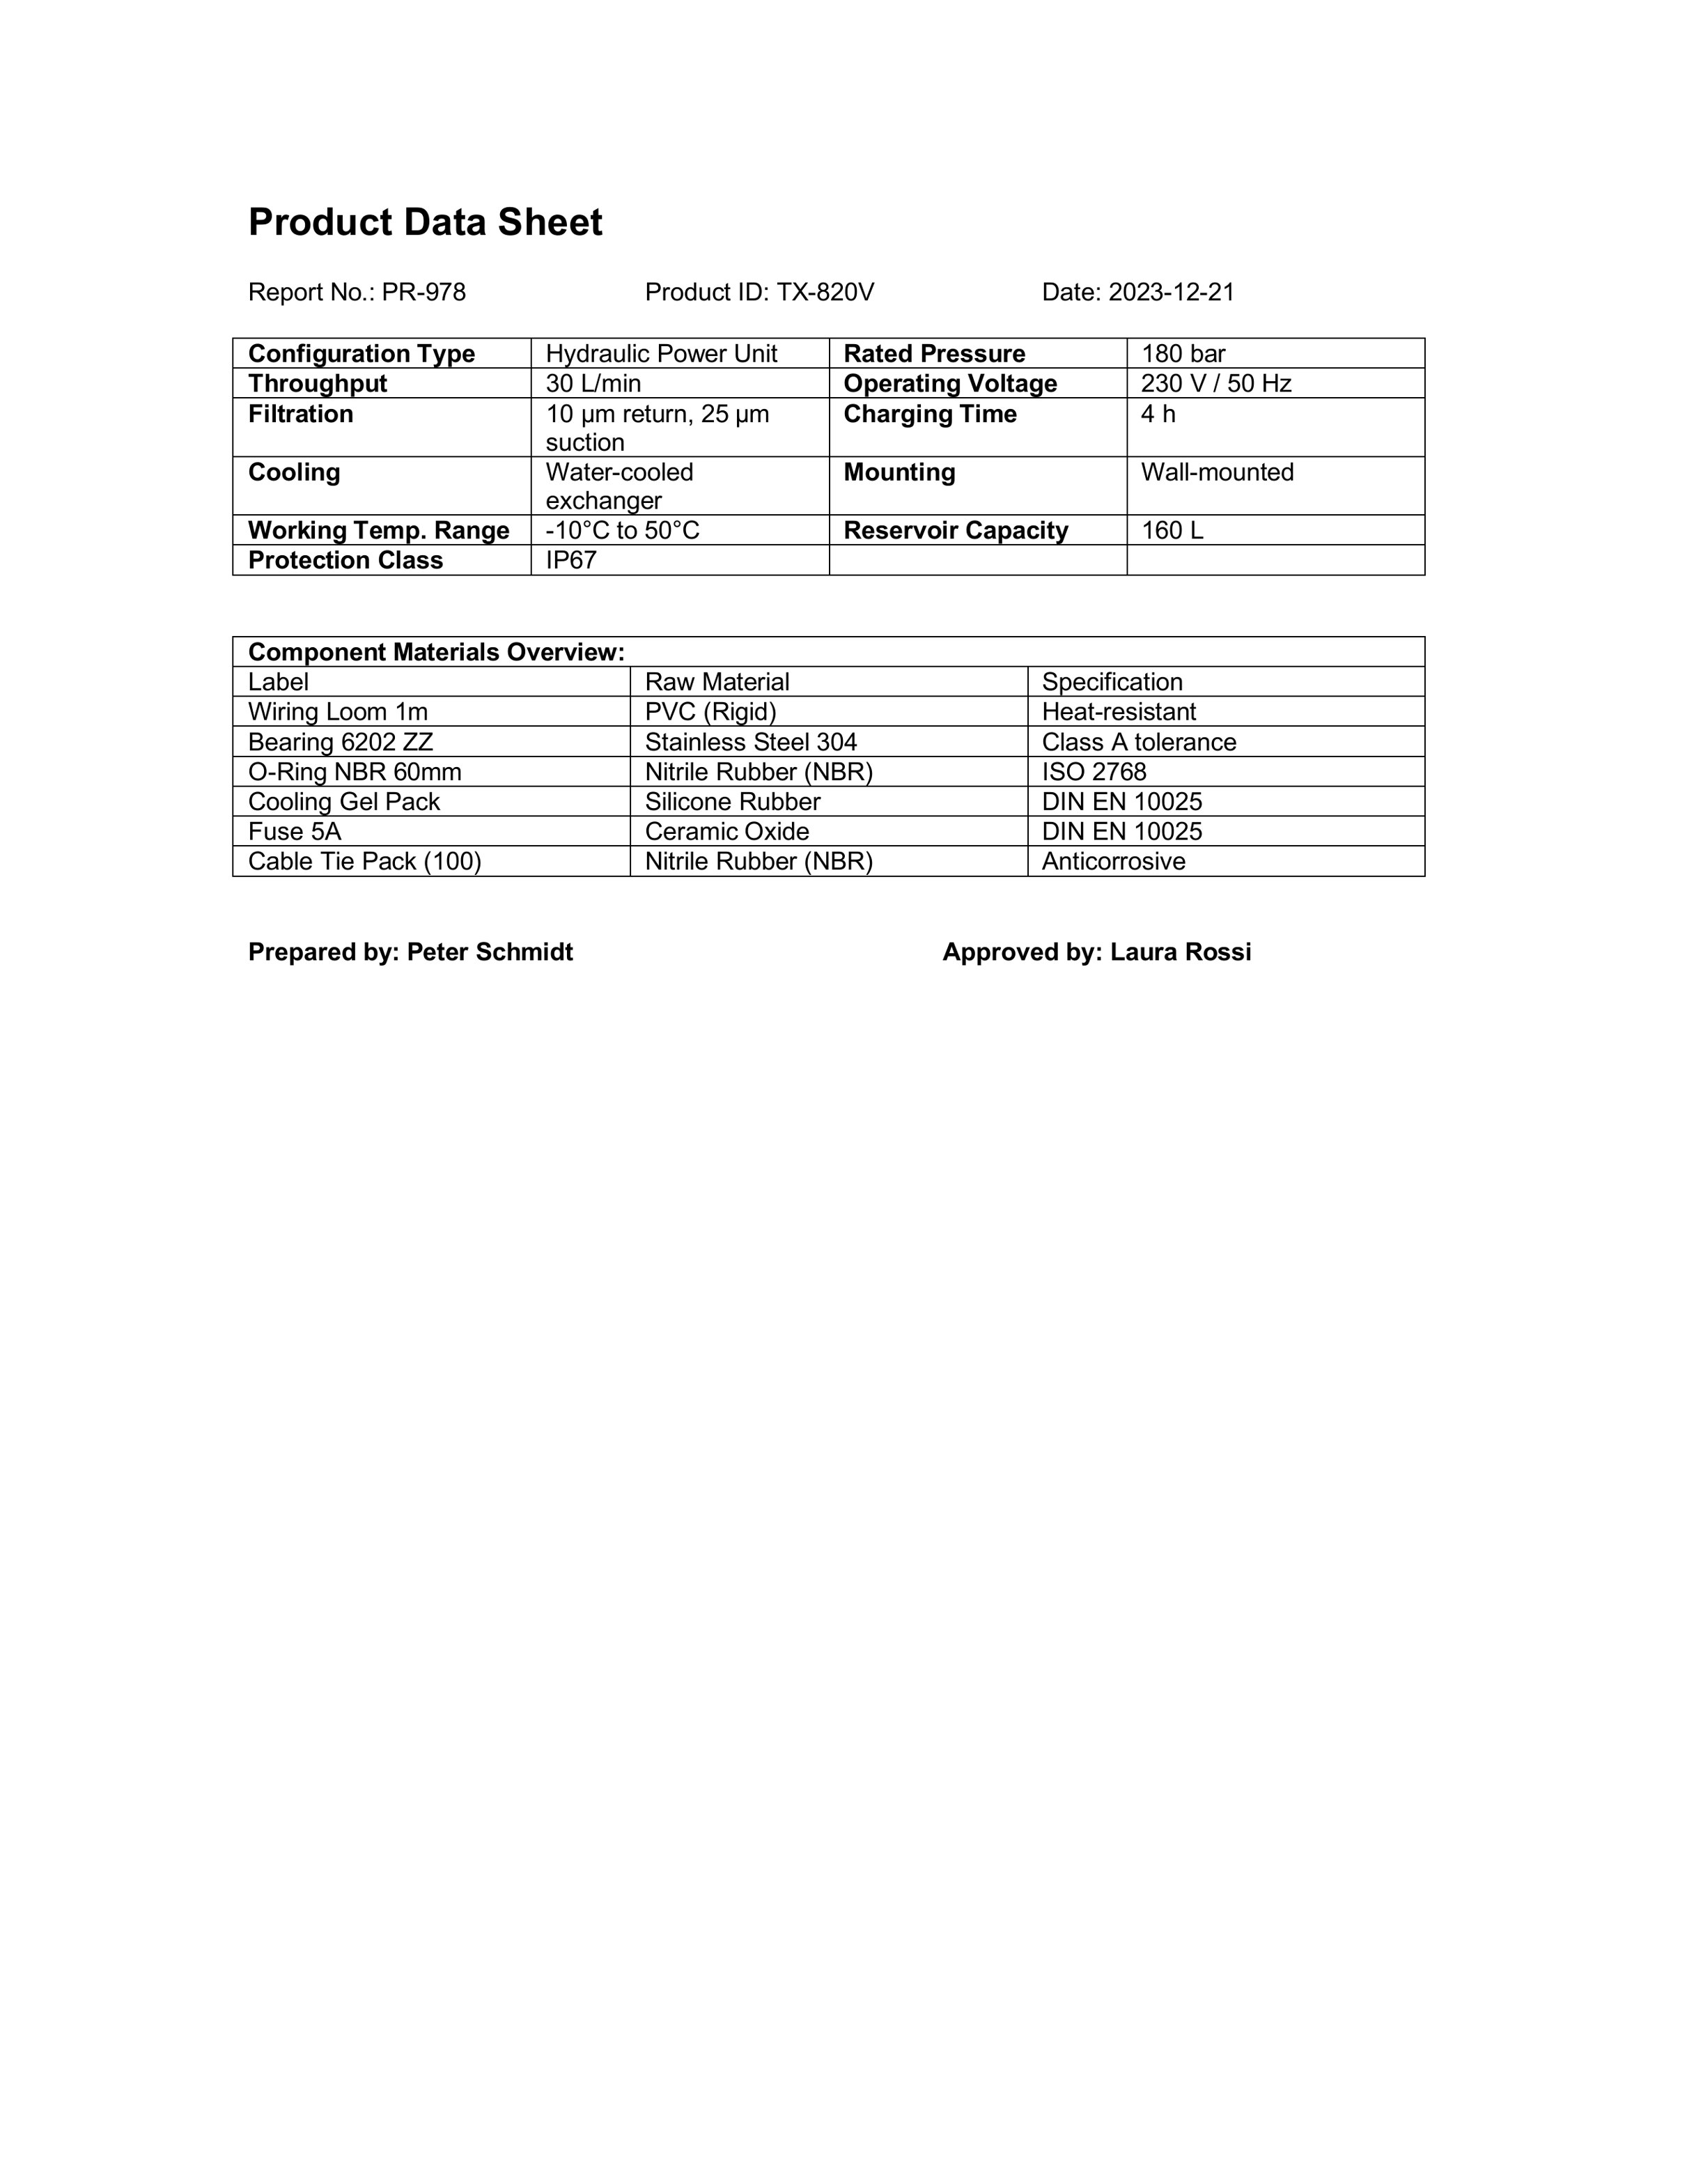 Product Data Sheet
Report No.: PR-978 Product ID: TX-820V Date: 2023-12-21
Configuration Type Hydraulic Power Unit Rated Pressure 180 bar
Throughput 30 L/min Operating Voltage 230 V / 50 Hz
Filtration 10 µm return, 25 µm Charging Time 4 h
suction
Cooling Water-cooled Mounting Wall-mounted
exchanger
Working Temp. Range -10°C to 50°C Reservoir Capacity 160 L
Protection Class IP67
Component Materials Overview:
Label Raw Material Specification
Wiring Loom 1m PVC (Rigid) Heat-resistant
Bearing 6202 ZZ Stainless Steel 304 Class A tolerance
O-Ring NBR 60mm Nitrile Rubber (NBR) ISO 2768
Cooling Gel Pack Silicone Rubber DIN EN 10025
Fuse 5A Ceramic Oxide DIN EN 10025
Cable Tie Pack (100) Nitrile Rubber (NBR) Anticorrosive
Prepared by: Peter Schmidt Approved by: Laura Rossi